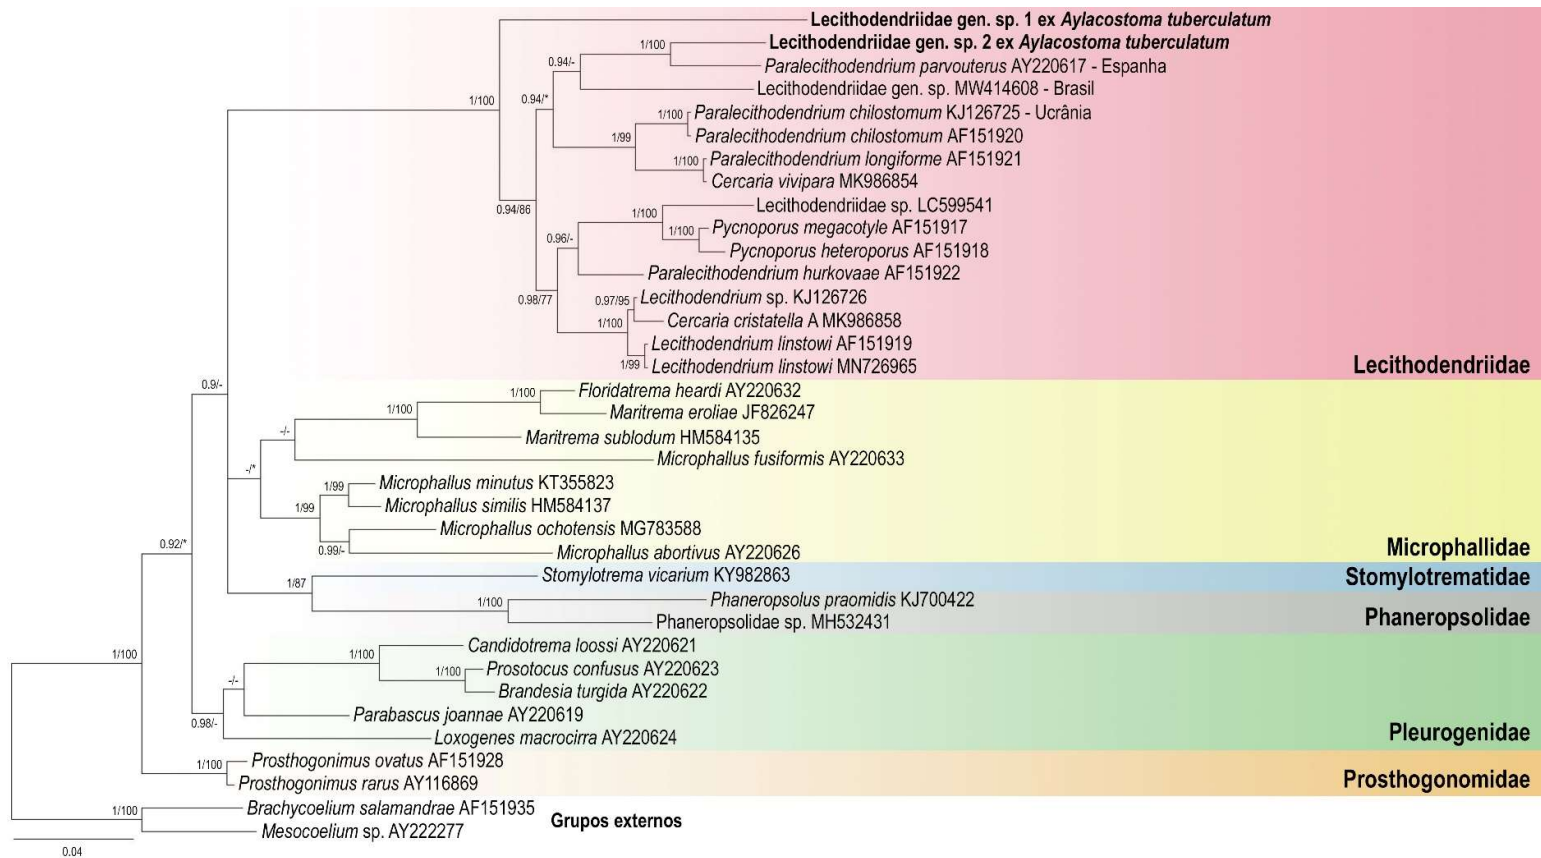 Lecithodendriidae gen. sp. 1 ex Aylacostoma tuberculatum
Lecithodendriidae gen. sp. 2 ex Aylacostoma tuberculatum
1/100
Paralecithodendrium parvouterus AY220617 - Espanha
0.94/-
Lecithodendriidae gen. sp. MW414608 - Brasil
1/100
0.94/*
Paralecithodendrium chilostomum KJ126725 - Ucrânia
1/100
Paralecithodendrium chilostomum AF151920
1/99
Paralecithodendrium longiforme AF151921
1/100
Cercaria vivipara MK986854
0.94/86
Lecithodendriidae sp. LC599541
1/100
Pycnoporus megacotyle AF151917
1/100
0.96/-
Pycnoporus heteroporus AF151918
Paralecithodendrium hurkovaae AF151922
0.98/77
Lecithodendrium sp. KJ126726
0.97/95
Cercaria cristatella A MK986858
1/100
Lecithodendrium linstowi AF151919
1/99
Lecithodendrium linstowi MN726965
Lecithodendriidae
0.9/-
Floridatrema heardi AY220632
1/100
Maritrema eroliae JF826247
1/100
Maritrema sublodum HM584135
-/-
Microphallus fusiformis AY220633
-/*
Microphallus minutus KT355823
1/99
Microphallus similis HM584137
1/99
Microphallus ochotensis MG783588
0.99/-
Microphallus abortivus AY220626
Microphallidae
0.92/*
Stomylotrema vicarium KY982863
Stomylotrematidae
1/87
Phaneropsolus praomidis KJ700422
1/100
Phaneropsolidae sp. MH532431
Phaneropsolidae
Candidotrema loossi AY220621
1/100
1/100
Prosotocus confusus AY220623
1/100
Brandesia turgida AY220622
-/-
Parabascus joannae AY220619
0.98/-
Loxogenes macrocirra AY220624
Pleurogenidae
Prosthogonimus ovatus AF151928
1/100
Prosthogonimus rarus AY116869
Prosthogonomidae
Brachycoelium salamandrae AF151935
1/100
Mesocoelium sp. AY222277
Grupos externos
0.04